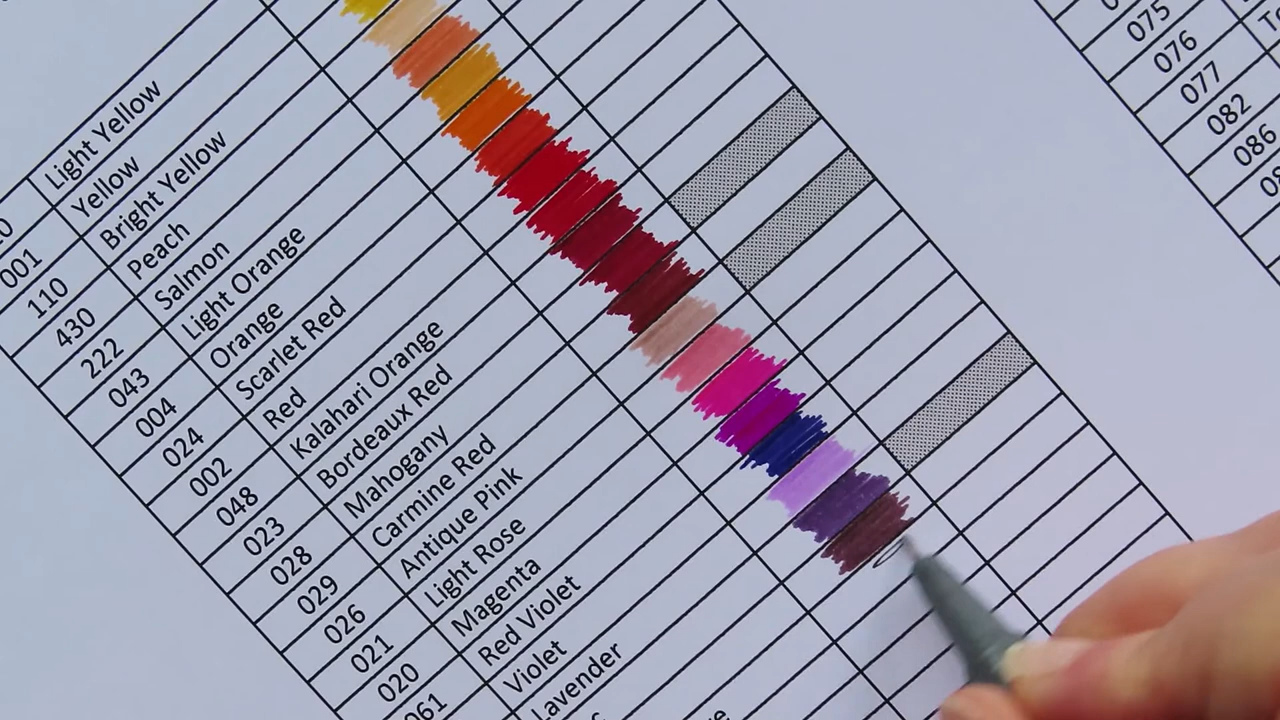 Light Yellow
001 Yellow
110 Bright Yellow
430 Peach
222 Salmon
043 Light Orange
004 Orange
024 Scarlet Red
002 Red
048 Kalahari Orange
023 Bordeaux Red
028 Mahogany
029 Carmine Red
026 Antique Pink
021 Light Rose
020 Magenta
061 Red Violet
Violet
Lavender
075
076
077
082
086